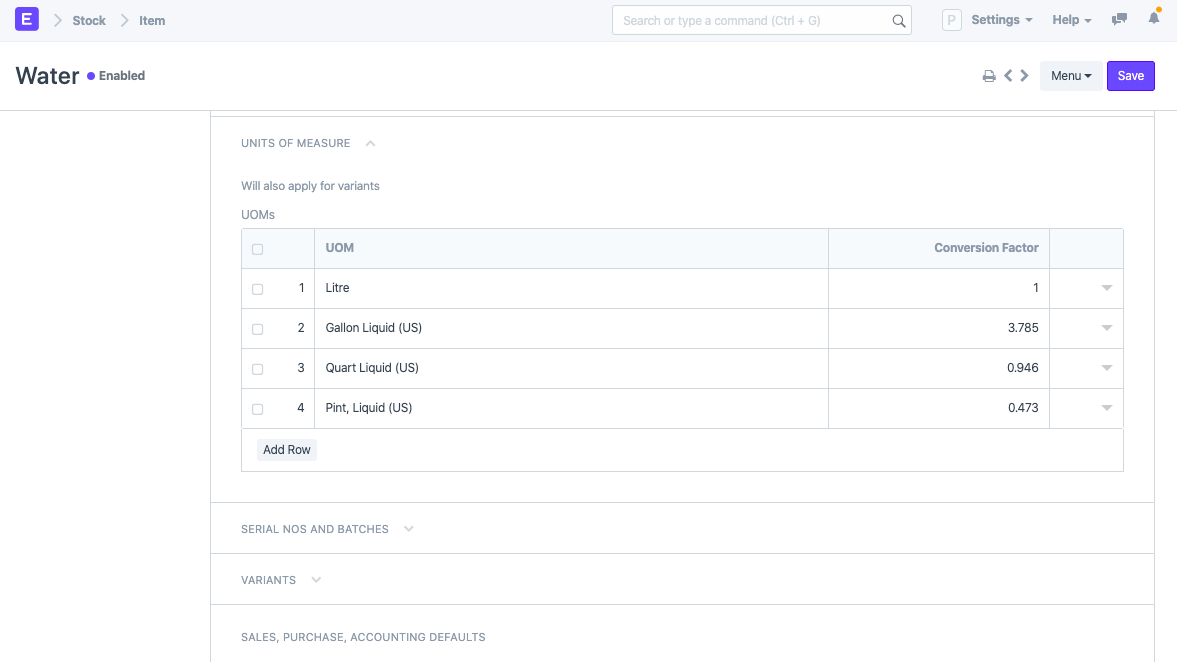 E Stock Item Search or type a command (Ctrl + G) P Settings Help
Water Enabled Menu Save
UNITS OF MEASURE
Will also apply for variants
UOMs
UOM Conversion Factor
1 Litre 1
2 Gallon Liquid (US) 3.785
3 Quart Liquid (US) 0.946
4 Pint, Liquid (US) 0.473
Add Row
SERIAL NOS AND BATCHES
VARIANTS
SALES, PURCHASE, ACCOUNTING DEFAULTS